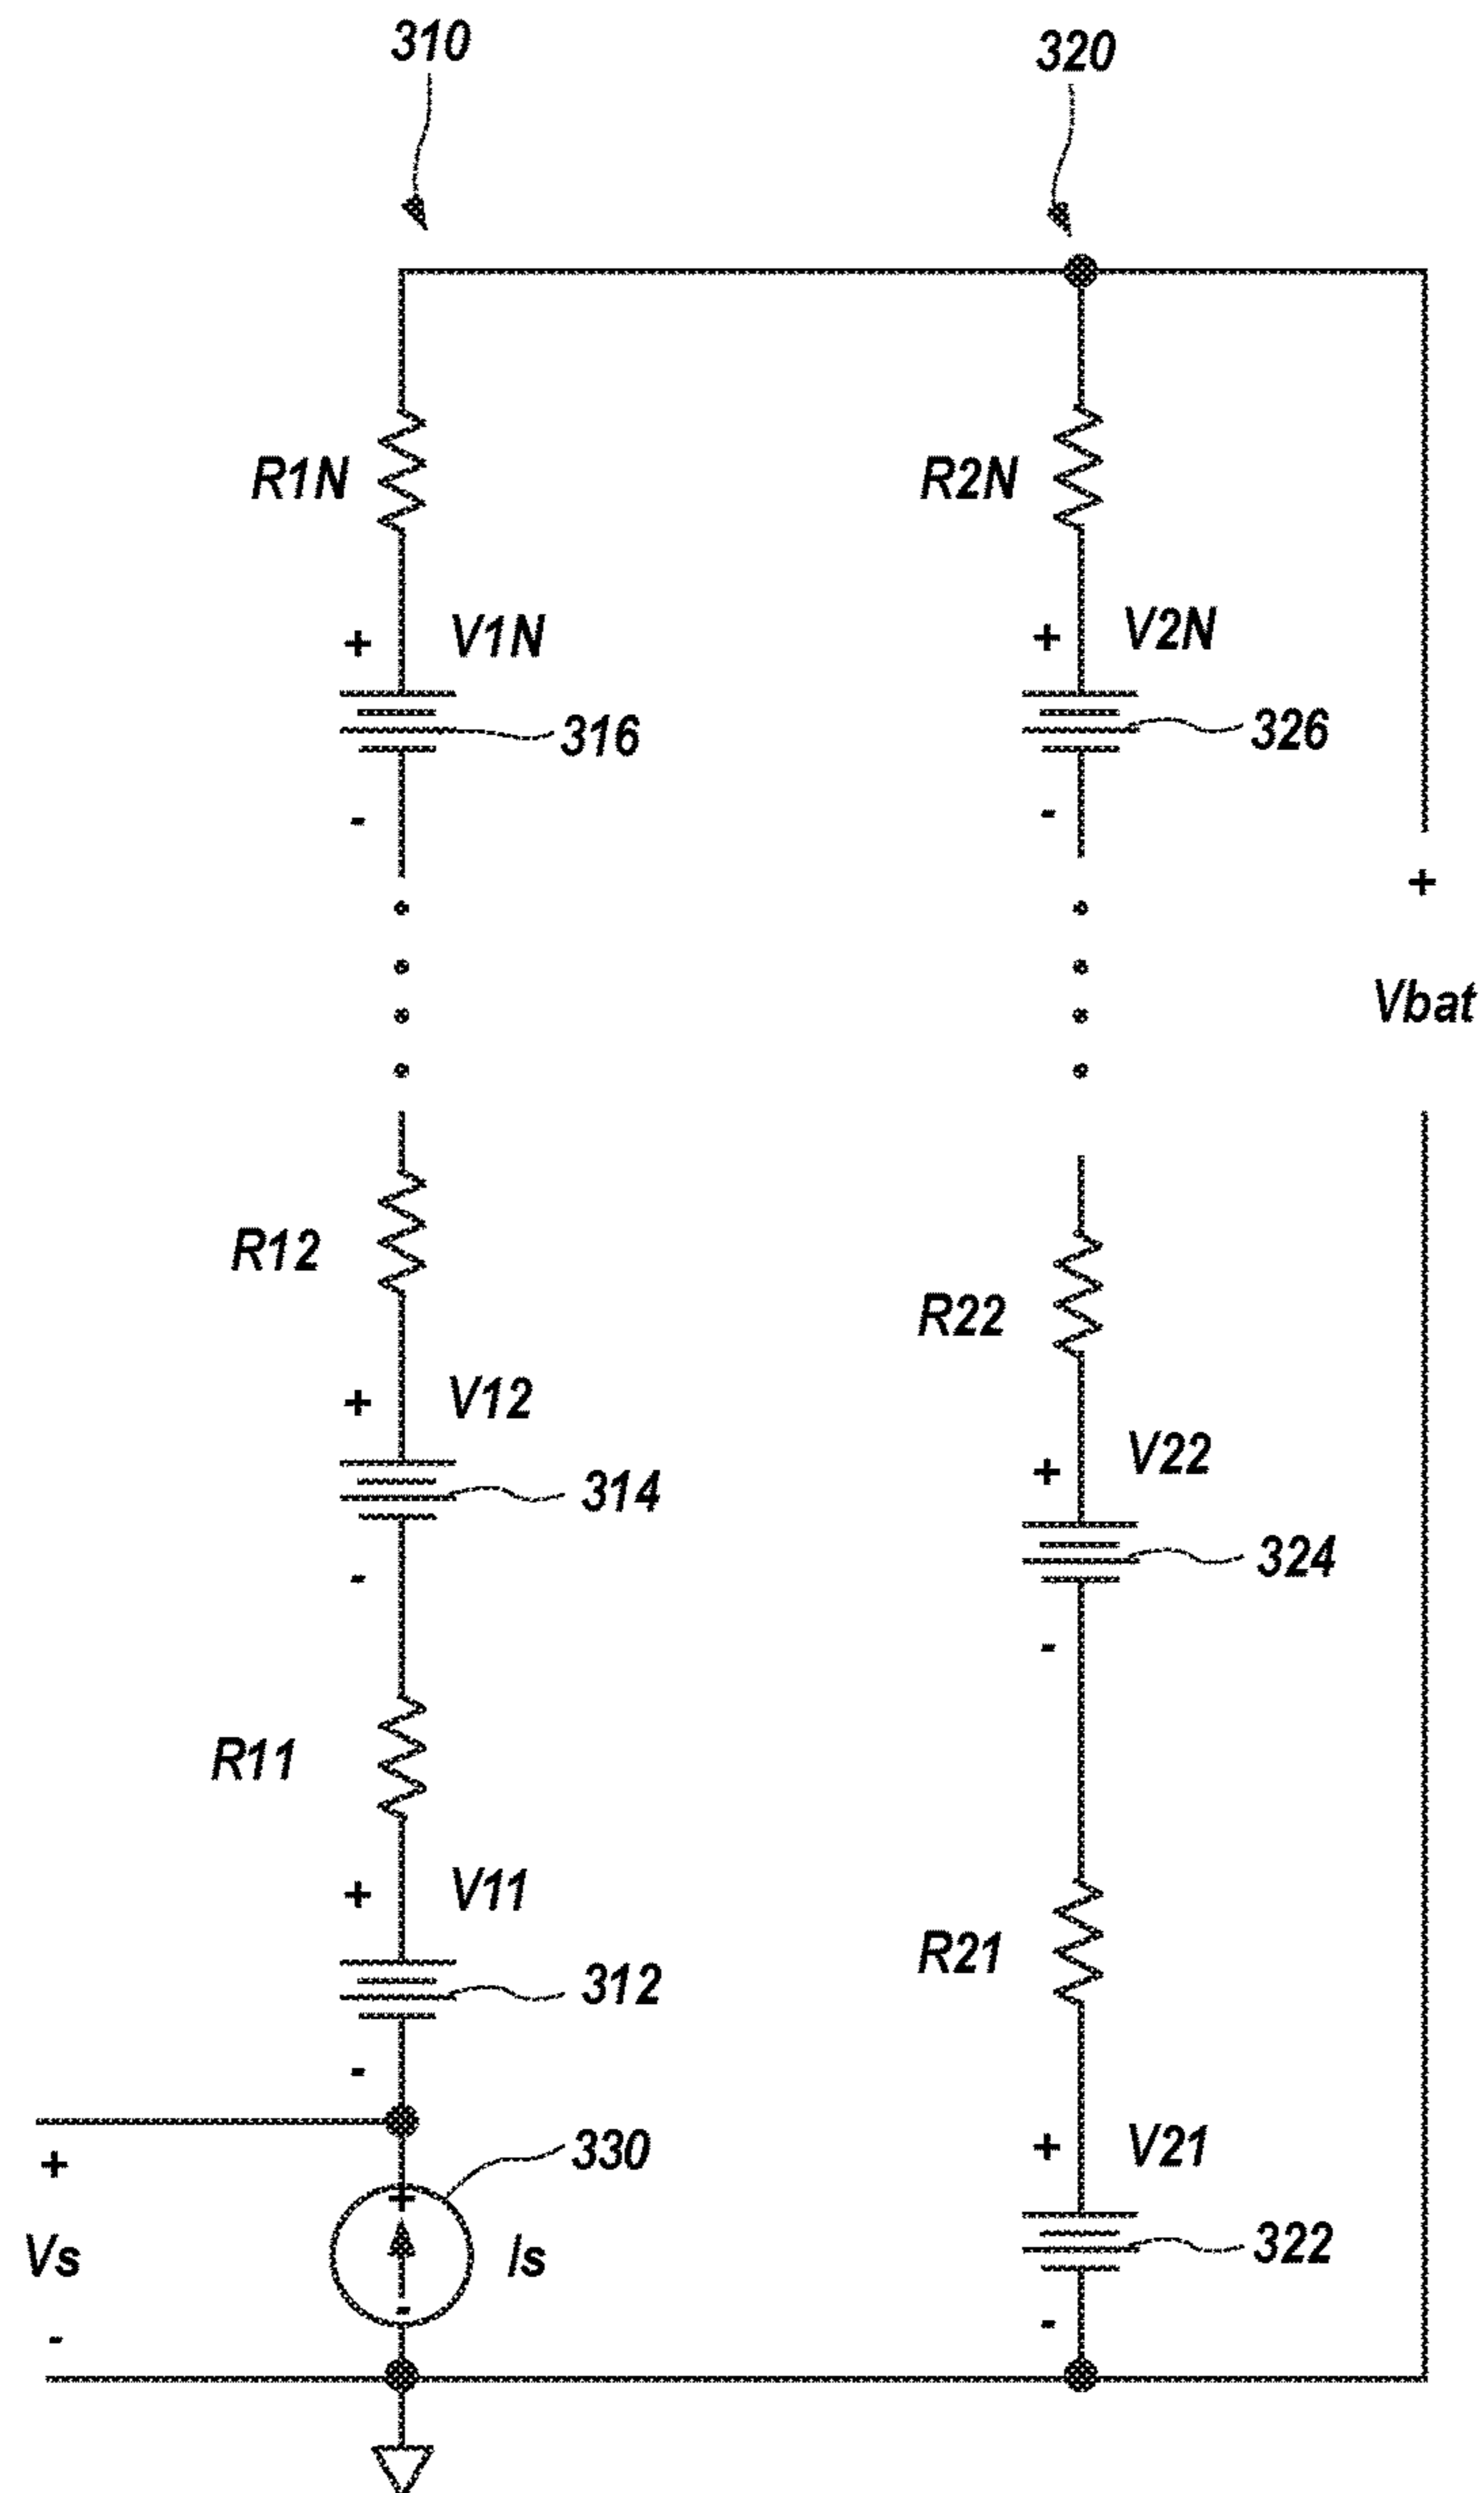 310
320
R1N
R2N
+
V1N
+
V2N
316
326
-
-
+
Vbat
R12
R22
+
V12
+
V22
314
324
-
-
R11
+
V11
R21
312
-
330
+
V21
+
+
Vs
Is
322
-
-
-